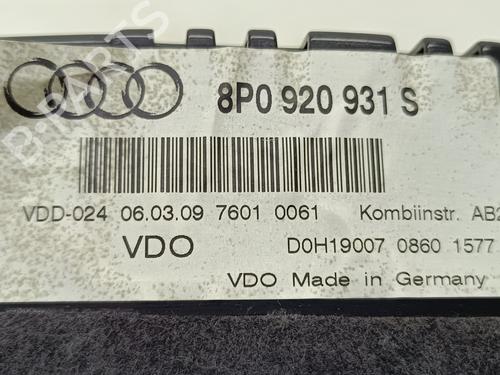 8P0 920 931 S
VDD-024 06.03.09 7601 0061 Kombiinstr. AB2
VDO D0H19007 0860 1577
VDO Made in Germany
B-PARTS